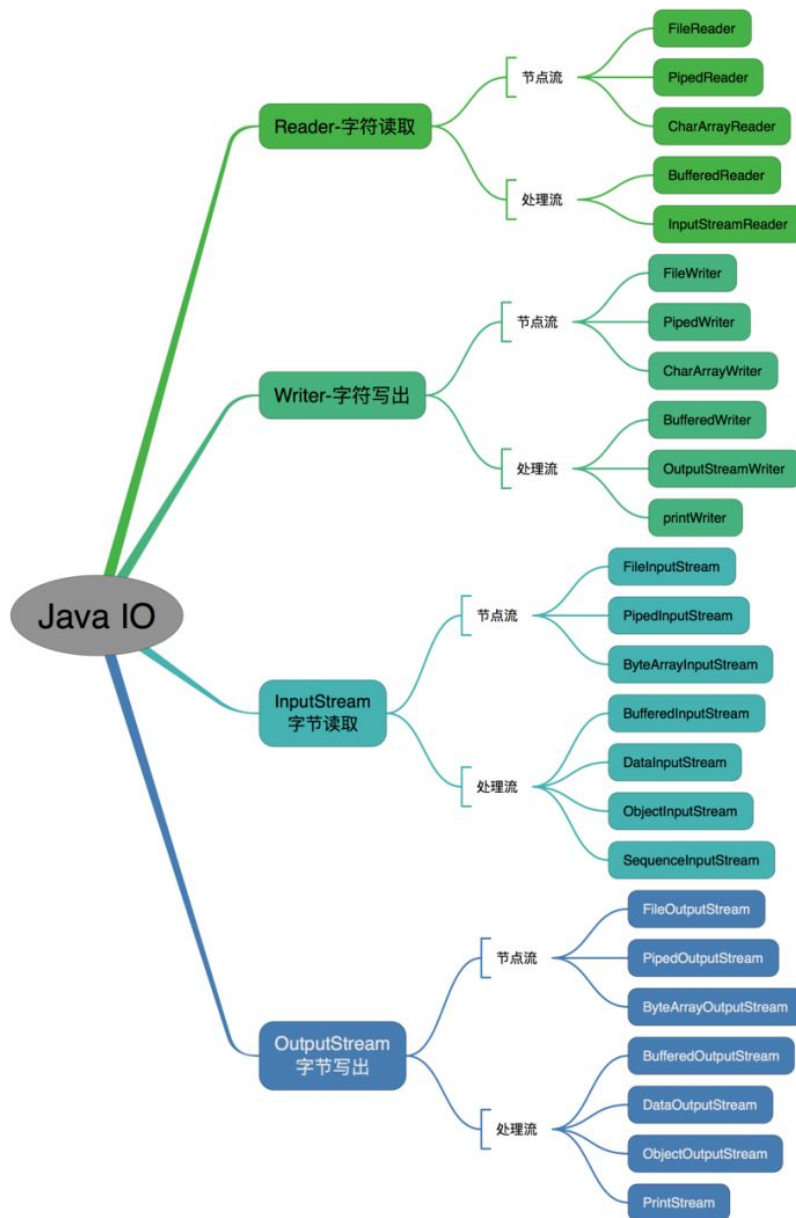 Java IO
Reader-字符读取
节点流
FileReader
PipedReader
CharArrayReader
处理流
BufferedReader
InputStreamReader
Writer-字符写出
节点流
FileWriter
PipedWriter
CharArrayWriter
处理流
BufferedWriter
OutputStreamWriter
printWriter
InputStream
字节读取
节点流
FileInputStream
PipedInputStream
ByteArrayInputStream
处理流
BufferedInputStream
DataInputStream
ObjectInputStream
SequenceInputStream
OutputStream
字节写出
节点流
FileOutputStream
PipedOutputStream
ByteArrayOutputStream
处理流
BufferedOutputStream
DataOutputStream
ObjectOutputStream
PrintStream